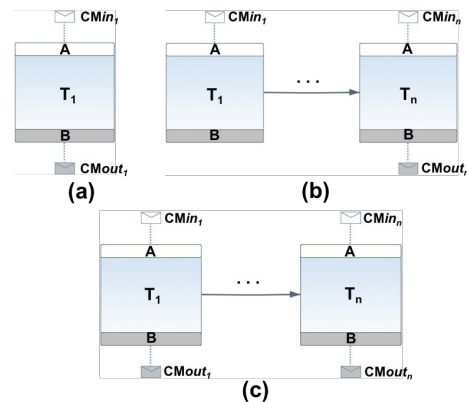 CMin1 CMin1 CMinn
A A A
T1 T1 ... Tn
B B B
CMout1 CMoutn
(a) (b)
CMin1 CMinn
A A
T1 ... Tn
B B
CMout1 CMoutn
(c)